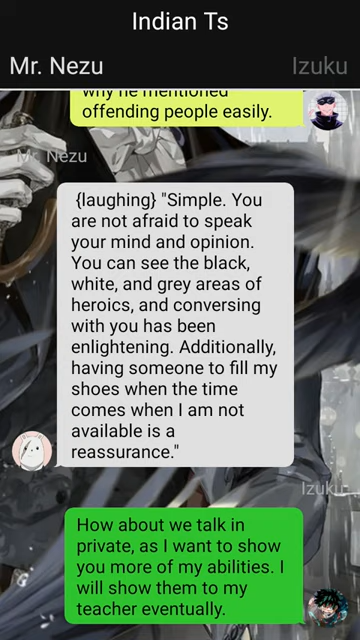 Indian Ts
Mr. Nezu
Izuku
why he mentioned
offending people easily.
Mr. Nezu
{laughing} "Simple. You
are not afraid to speak
your mind and opinion.
You can see the black,
white, and grey areas of
heroics, and conversing
with you has been
enlightening. Additionally,
having someone to fill my
shoes when the time
comes when I am not
available is a
reassurance."
Izuku
How about we talk in
private, as I want to show
you more of my abilities. I
will show them to my
teacher eventually.